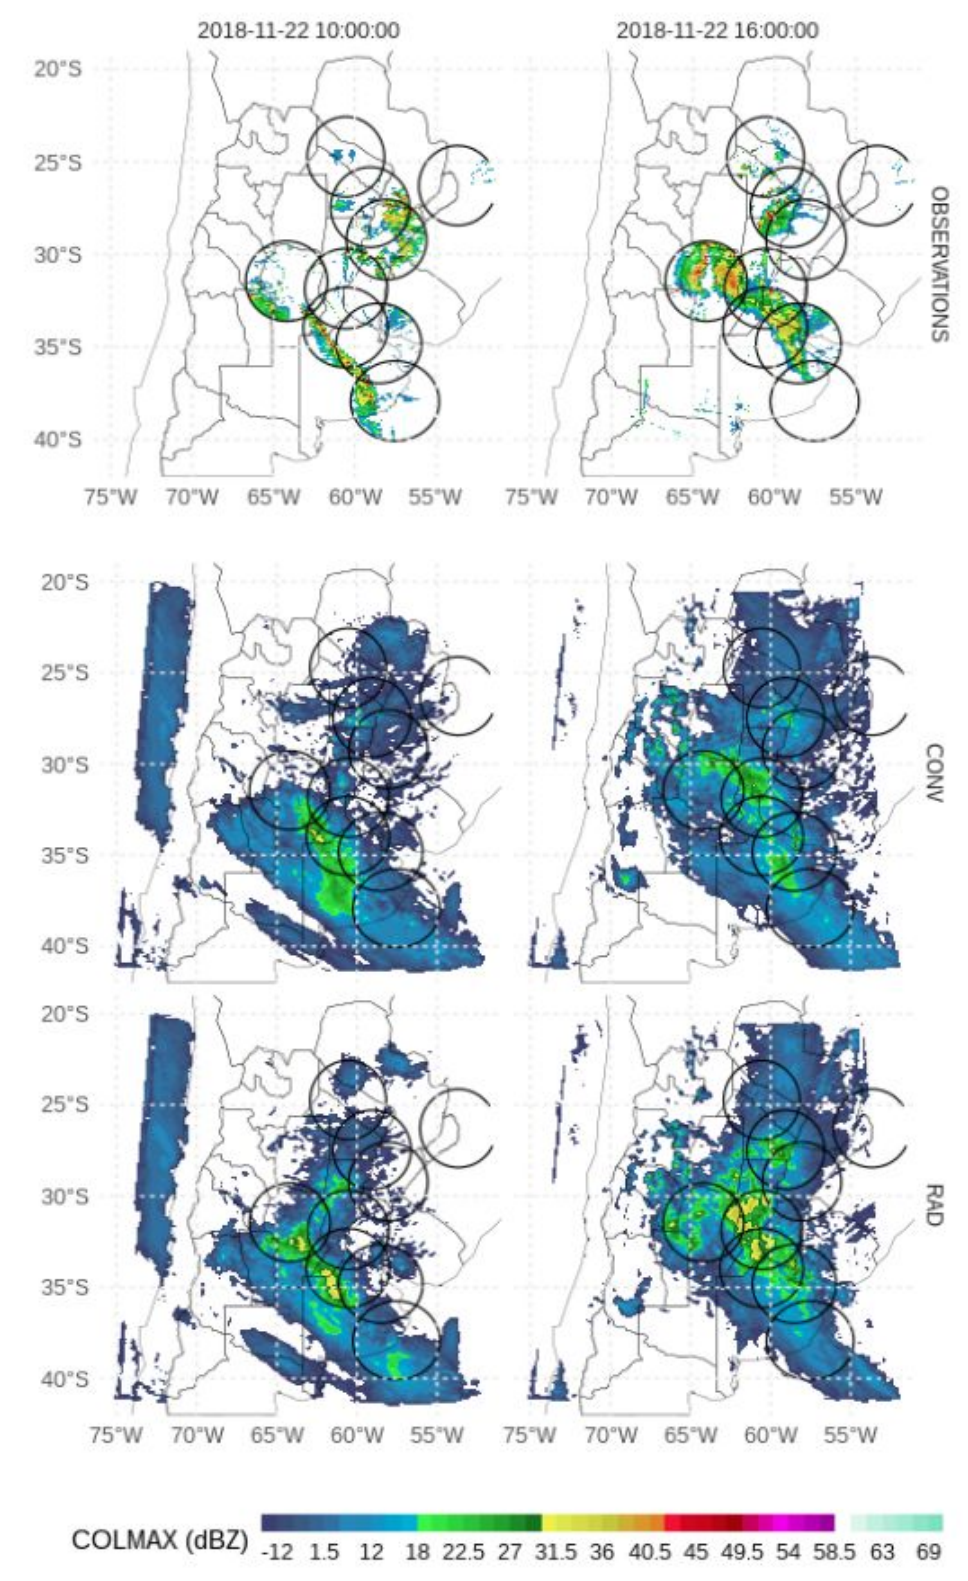 2018-11-22 10:00:00 2018-11-22 16:00:00
20°S
25°S
30°S
35°S
40°S
OBSERVATIONS
75°W 70°W 65°W 60°W 55°W 75°W 70°W 65°W 60°W 55°W
20°S
25°S
30°S
35°S
40°S
CONV
20°S
25°S
30°S
35°S
40°S
RAD
75°W 70°W 65°W 60°W 55°W 75°W 70°W 65°W 60°W 55°W
COLMAX (dBZ)
-12 1.5 12 18 22.5 27 31.5 36 40.5 45 49.5 54 58.5 63 69